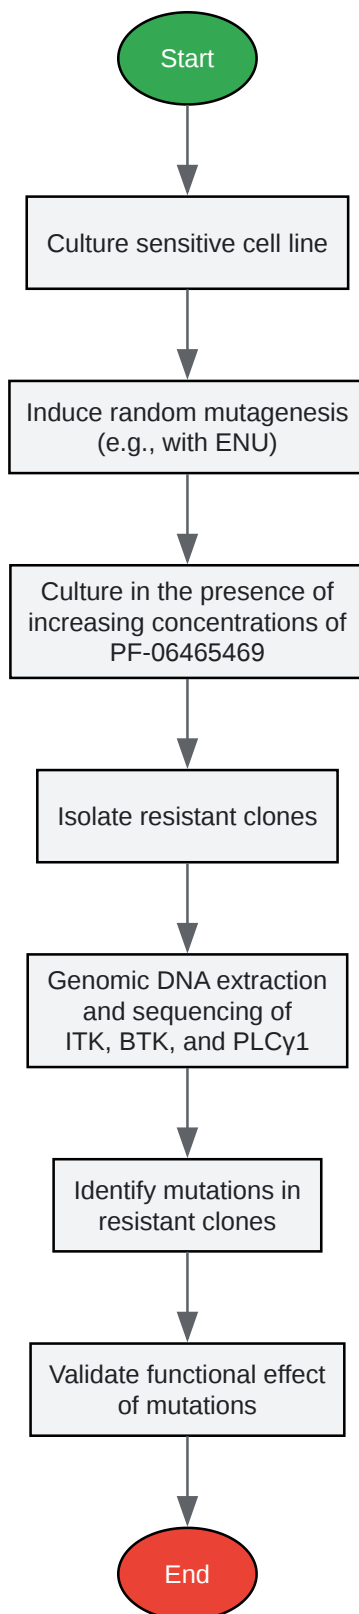 Start
Culture sensitive cell line
Induce random mutagenesis
(e.g., with ENU)
Culture in the presence of
increasing concentrations of
PF-06465469
Isolate resistant clones
Genomic DNA extraction
and sequencing of
ITK, BTK, and PLCγ1
Identify mutations in
resistant clones
Validate functional effect
of mutations
End